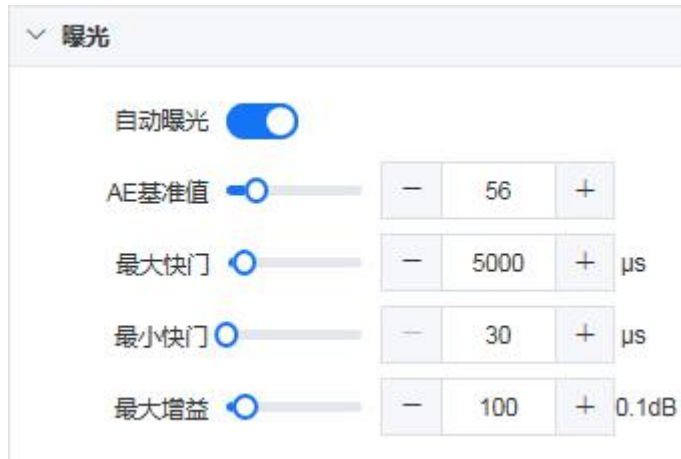 曝光
自动曝光
AE基准值 − 56 +
最大快门 − 5000 + μs
最小快门 − 30 + μs
最大增益 − 100 + 0.1dB